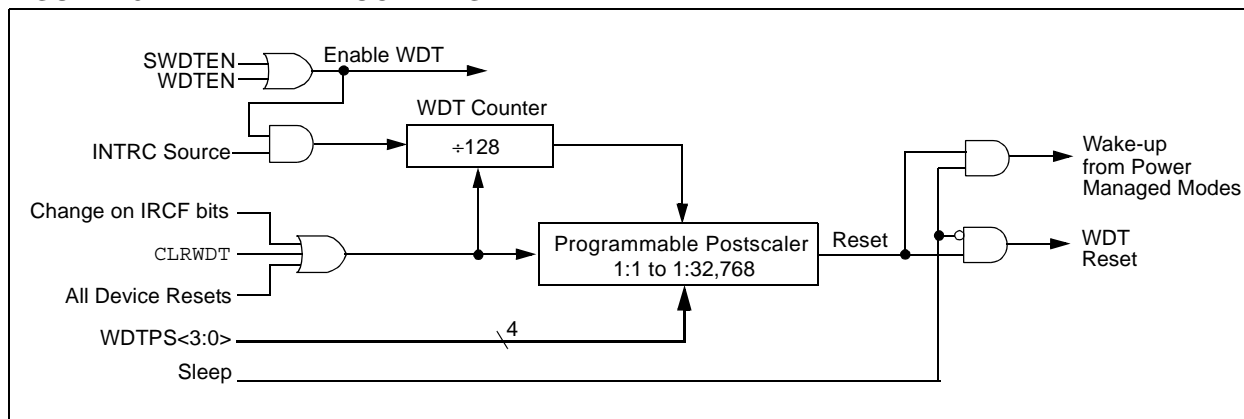 SWDTEN
WDTEN
Enable WDT
WDT Counter
INTRC Source
÷128
Wake-up
from Power
Managed Modes
Change on IRCF bits
CLRWDT
All Device Resets
Programmable Postscaler
1:1 to 1:32,768
Reset
WDT
Reset
WDTPS<3:0>
4
Sleep